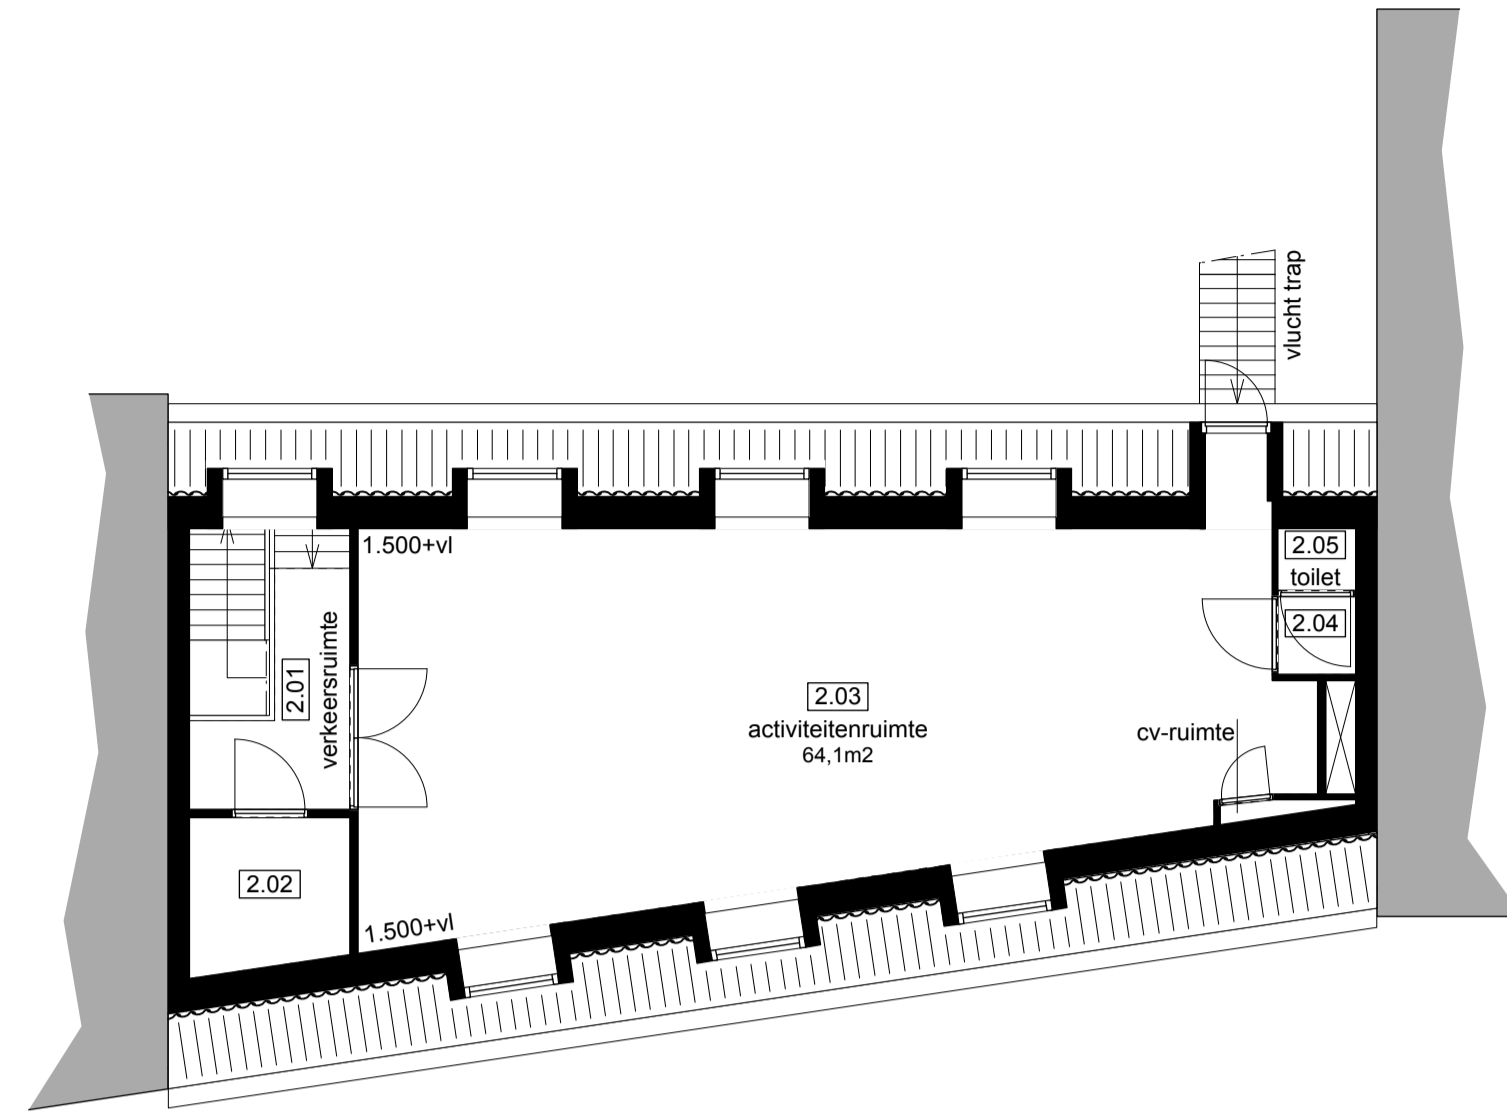 vlucht trap
1.500+vl
2.05
toilet
2.04
2.01
verkeersruimte
2.03
activiteitenruimte
64,1m2
cv-ruimte
2.02
1.500+vl